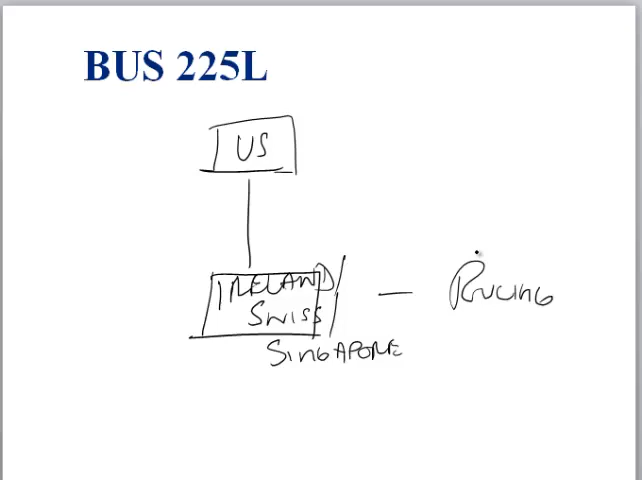 BUS 225L
US
IRELAND/
SWISS/ — PRICING
SINGAPORE